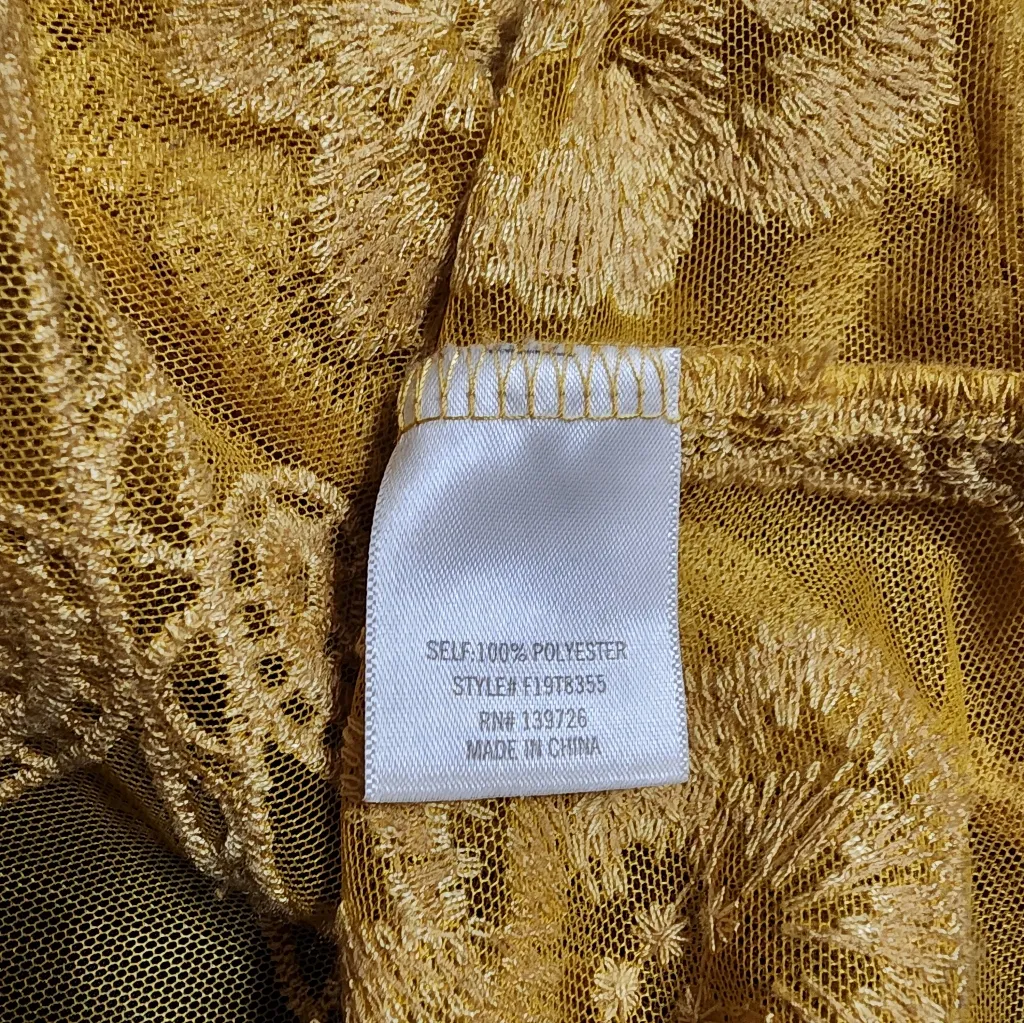 SELF:100% POLYESTER
STYLE# F19T8355
RN# 139726
MADE IN CHINA